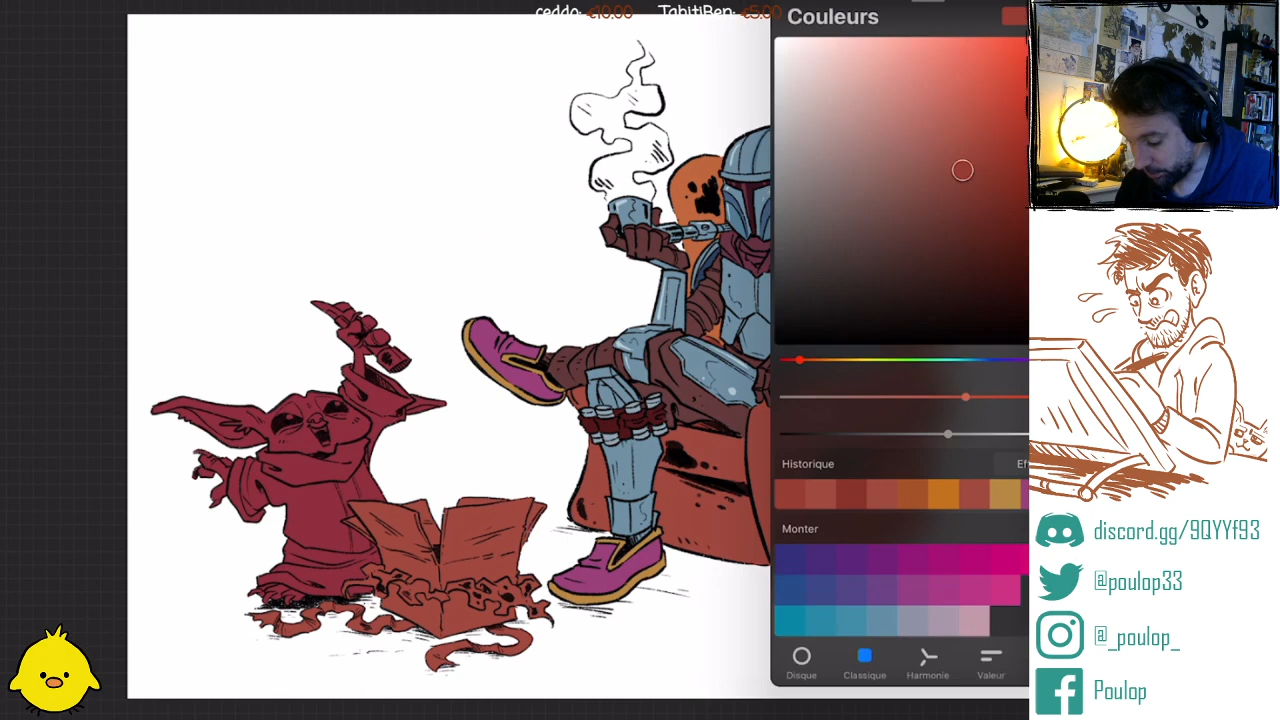 ceddo: €10.00 TahitiBen: €5.00
Couleurs
Historique
Monter
Disque Classique Harmonie Valeur
discord.gg/9QYYf93
@poulop33
@_poulop_
Poulop